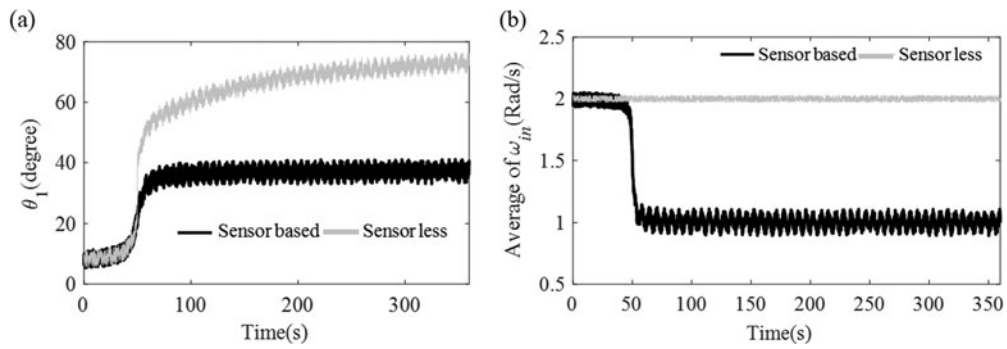 (a)
80
60
40
20
0
θ1 (degree)
Sensor based Sensor less
0 100 200 300
Time(s)
(b)
2.5
2
1.5
1
0.5
Average of ωin (Rad/s)
Sensor based Sensor less
0 50 100 150 200 250 300 350
Time(s)